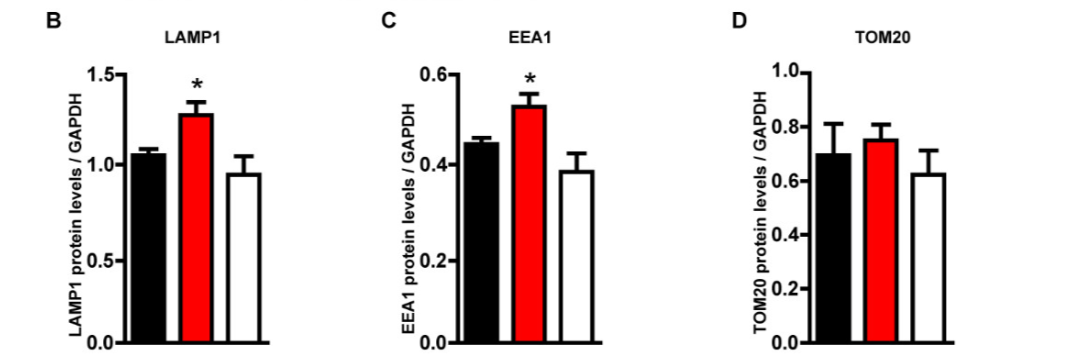 B
LAMP1
LAMP1 protein levels / GAPDH
1.5
*
1.0
0.5
0.0
C
EEA1
EEA1 protein levels / GAPDH
0.6
*
0.4
0.2
0.0
D
TOM20
TOM20 protein levels / GAPDH
1.0
0.8
0.6
0.4
0.2
0.0